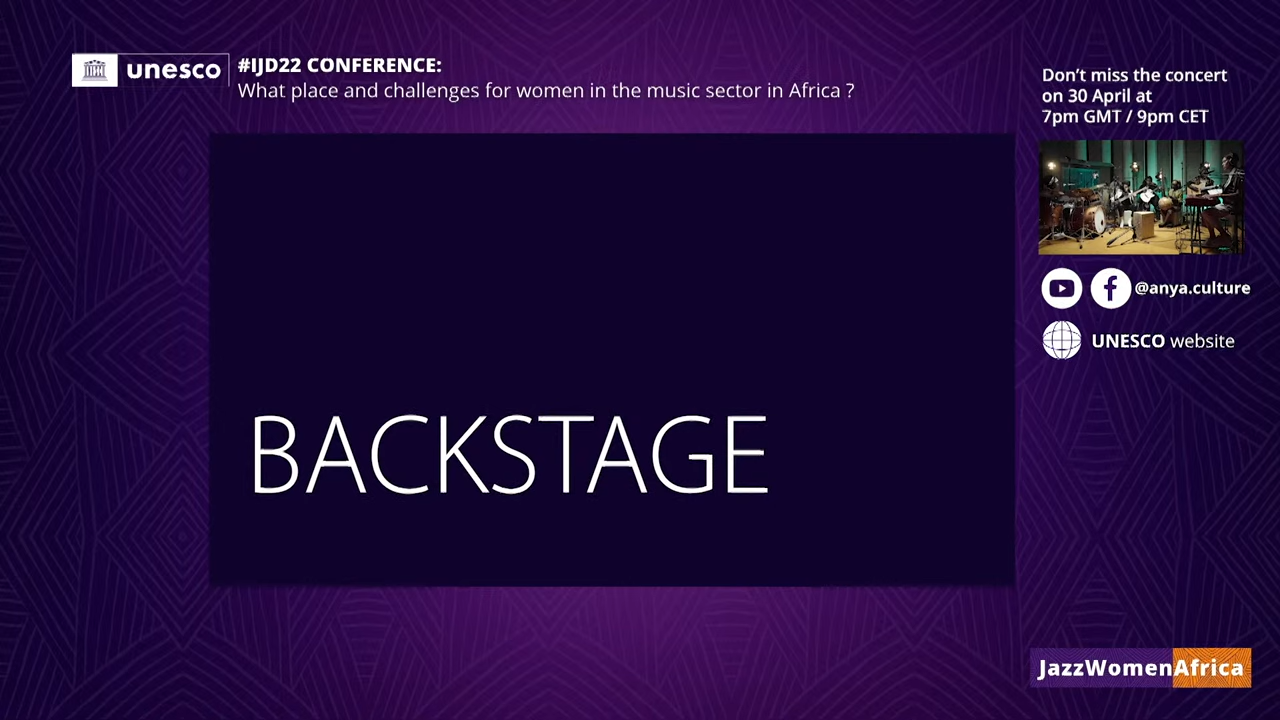 unesco
#IJD22 CONFERENCE:
What place and challenges for women in the music sector in Africa ?
Don't miss the concert
on 30 April at
7pm GMT / 9pm CET
@anya.culture
UNESCO website
BACKSTAGE
JazzWomenAfrica